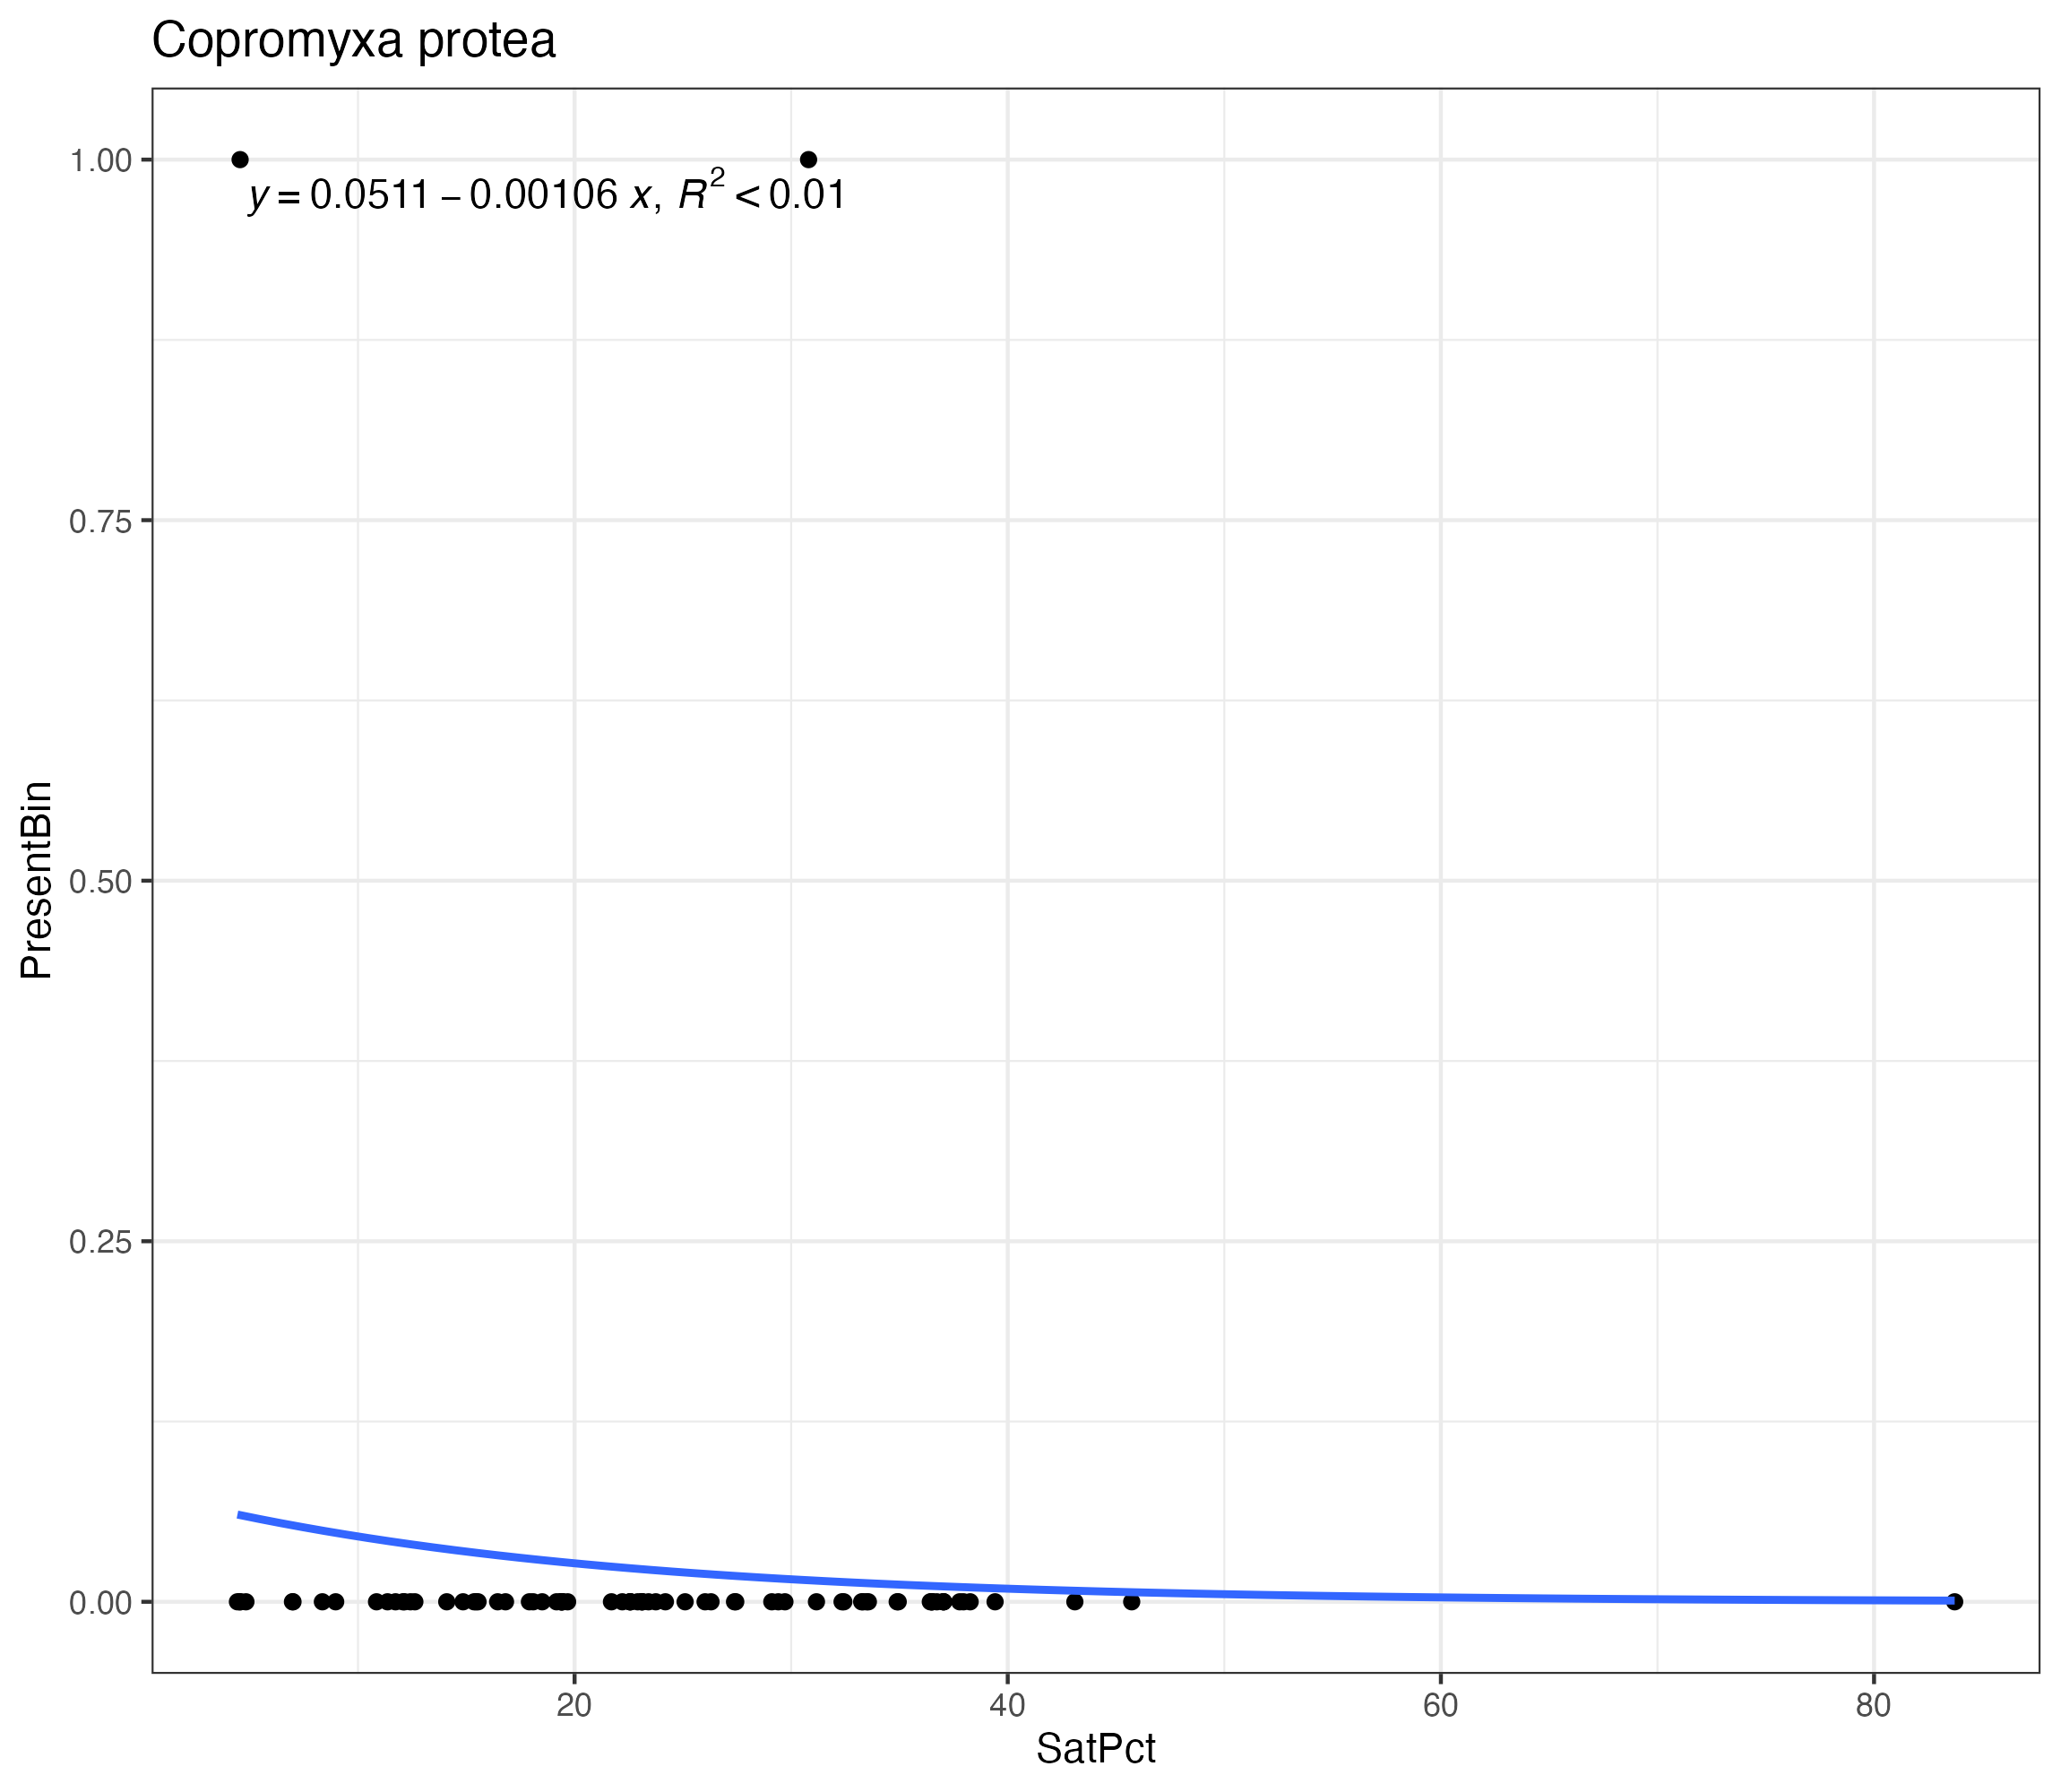 Copromyxa protea
1.00
y = 0.0511 − 0.00106 x, R² < 0.01
0.75
PresentBin
0.50
0.25
0.00
20 40 60 80
SatPct